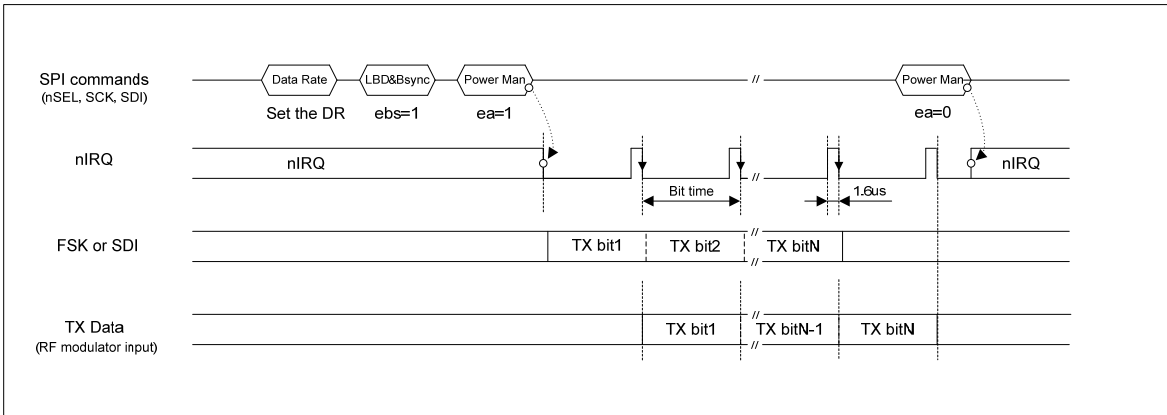 SPI commands
(nSEL, SCK, SDI)
Data Rate
LBD&Bsync
Power Man
//
Power Man
Set the DR
ebs=1
ea=1
ea=0
nIRQ
nIRQ
nIRQ
Bit time
//
1.6us
FSK or SDI
TX bit1
TX bit2
//
TX bitN
//
TX Data
(RF modulator input)
TX bit1
//
TX bitN-1
//
TX bitN